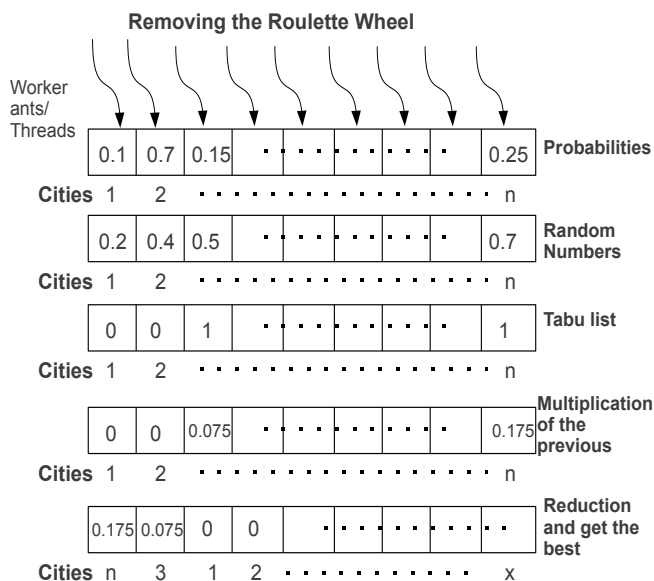 Removing the Roulette Wheel
Worker
ants/
Threads
0.1 0.7 0.15 . . . . . . . . . . . . 0.25 Probabilities
Cities 1 2 . . . . . . . . . . . . . . . . . . n
0.2 0.4 0.5 . . . . . . . . . . . . 0.7 Random
Numbers
Cities 1 2 . . . . . . . . . . . . . . . . . . n
0 0 1 . . . . . . . . . . . . 1 Tabu list
Cities 1 2 . . . . . . . . . . . . . . . . . . n
Multiplication
0 0 0.075 . . . . . . . . . . . . 0.175 of the
previous
Cities 1 2 . . . . . . . . . . . . . . . . . . n
Reduction
0.175 0.075 0 0 . . . . . . . . . . . . and get the
best
Cities n 3 1 2 . . . . . . . . . . . . x